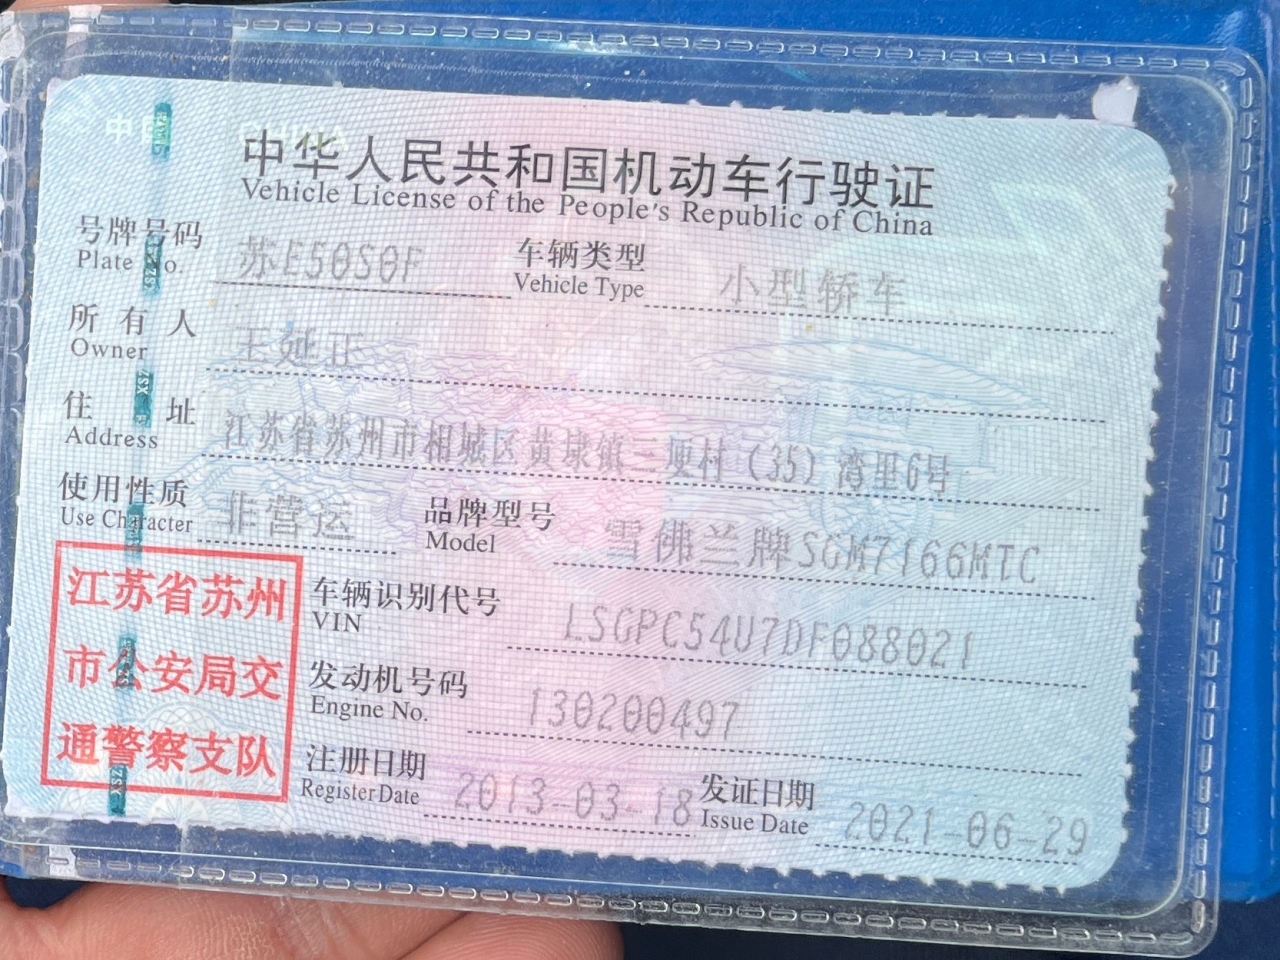 中华人民共和国机动车行驶证
Vehicle License of the People's Republic of China
号牌号码 苏E50S0F 车辆类型 小型轿车
Plate No. Vehicle Type
所有人 王延正
Owner
住址 江苏省苏州市相城区黄埭镇三埂村(35)湾里6号
Address
使用性质 非营运 品牌型号 雪佛兰牌SGM7166MTC
Use Character Model
江苏省苏州
市公安局交
通警察支队
车辆识别代号 LSGPC54U7DF088021
VIN
发动机号码 130200497
Engine No.
注册日期 2013-03-18 发证日期 2021-06-29
Register Date Issue Date